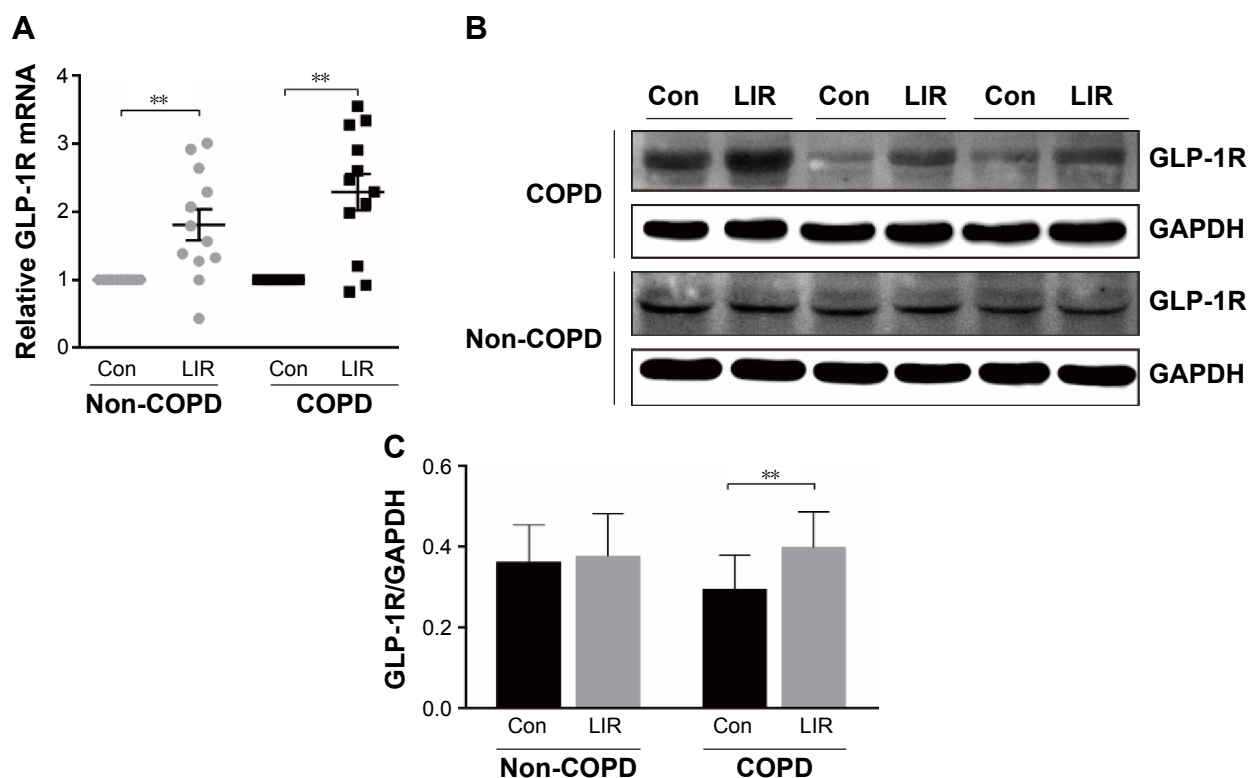 A
Relative GLP-1R mRNA
4
3
2
1
0
**
**
Con LIR Con LIR
Non-COPD COPD
B
Con LIR Con LIR Con LIR
COPD
GLP-1R
GAPDH
Non-COPD
GLP-1R
GAPDH
C
GLP-1R/GAPDH
0.6
0.4
0.2
0.0
**
Con LIR Con LIR
Non-COPD COPD